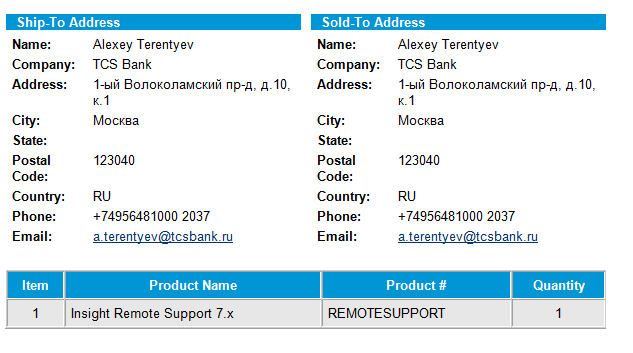 Ship-To Address
Name: Alexey Terentyev
Company: TCS Bank
Address: 1-ый Волоколамский пр-д, д.10,
к.1
City: Москва
State:
Postal 123040
Code:
Country: RU
Phone: +74956481000 2037
Email: a.terentyev@tcsbank.ru
Sold-To Address
Name: Alexey Terentyev
Company: TCS Bank
Address: 1-ый Волоколамский пр-д, д.10,
к.1
City: Москва
State:
Postal 123040
Code:
Country: RU
Phone: +74956481000 2037
Email: a.terentyev@tcsbank.ru
Item Product Name Product # Quantity
1 Insight Remote Support 7.x REMOTESUPPORT 1